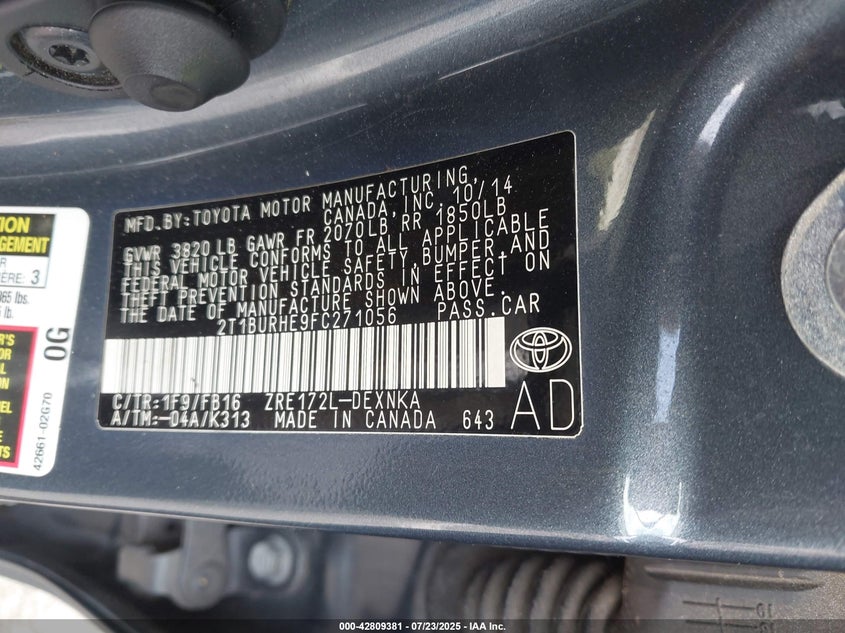 MFD.BY:TOYOTA MOTOR MANUFACTURING,
CANADA,INC.10/14
GVWR 3820 LB GAWR FR 2070LB RR 1850LB
THIS VEHICLE CONFORMS TO ALL APPLICABLE
FEDERAL MOTOR VEHICLE SAFETY,BUMPER,AND
THEFT PREVENTION STANDARDS IN EFFECT ON
THE DATE OF MANUFACTURE SHOWN ABOVE.
2T1BURHE9FC271056 PASS.CAR
C/TR:1F9/FB16 ZRE172L-DEXNKA
A/TM:-04A/K313 MADE IN CANADA 643
AD
3
lbs.
lb.
0G
42661-02G70
000-42809381 - 07/23/2025 - IAA Inc.